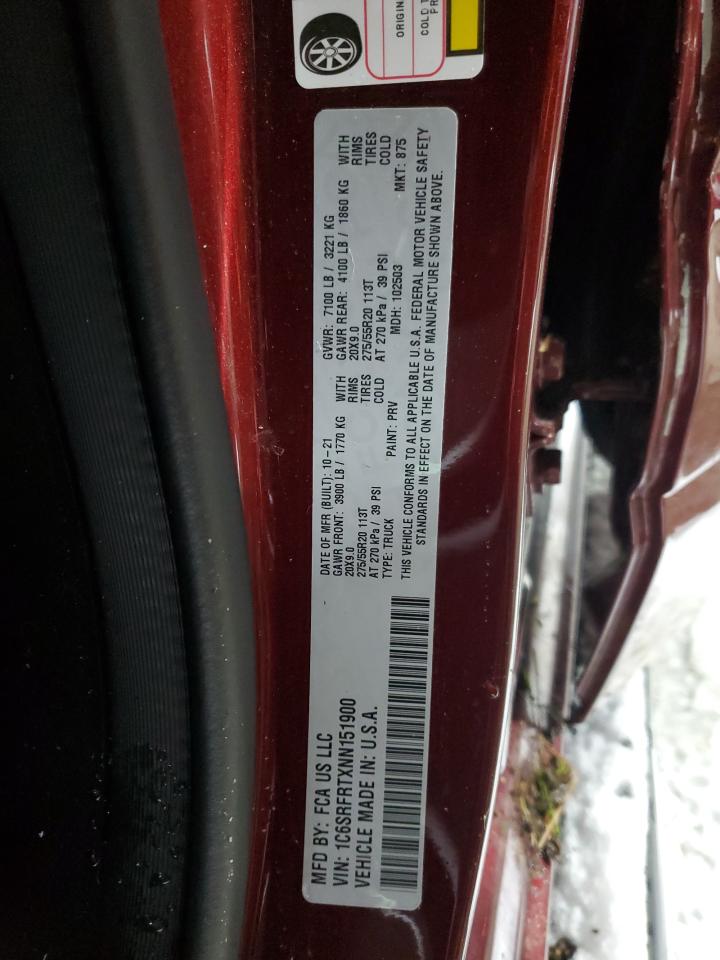 MFD BY: FCA US LLC
VIN: 1C6SRFRTXNN151900
VEHICLE MADE IN: U.S.A.
DATE OF MFR (BUILT): 10-21
GAWR FRONT: 3900 LB / 1770 KG WITH
20X9.0 RIMS
275/55R20 113T TIRES
AT 270 kPa / 39 PSI COLD
TYPE: TRUCK PAINT: PRV
GVWR: 7100 LB / 3221 KG
GAWR REAR: 4100 LB / 1860 KG WITH
20X9.0 RIMS
275/55R20 113T TIRES
AT 270 kPa / 39 PSI COLD
MDH: 102503 MKT: 875
THIS VEHICLE CONFORMS TO ALL APPLICABLE U.S.A. FEDERAL MOTOR VEHICLE SAFETY
STANDARDS IN EFFECT ON THE DATE OF MANUFACTURE SHOWN ABOVE.
COLD